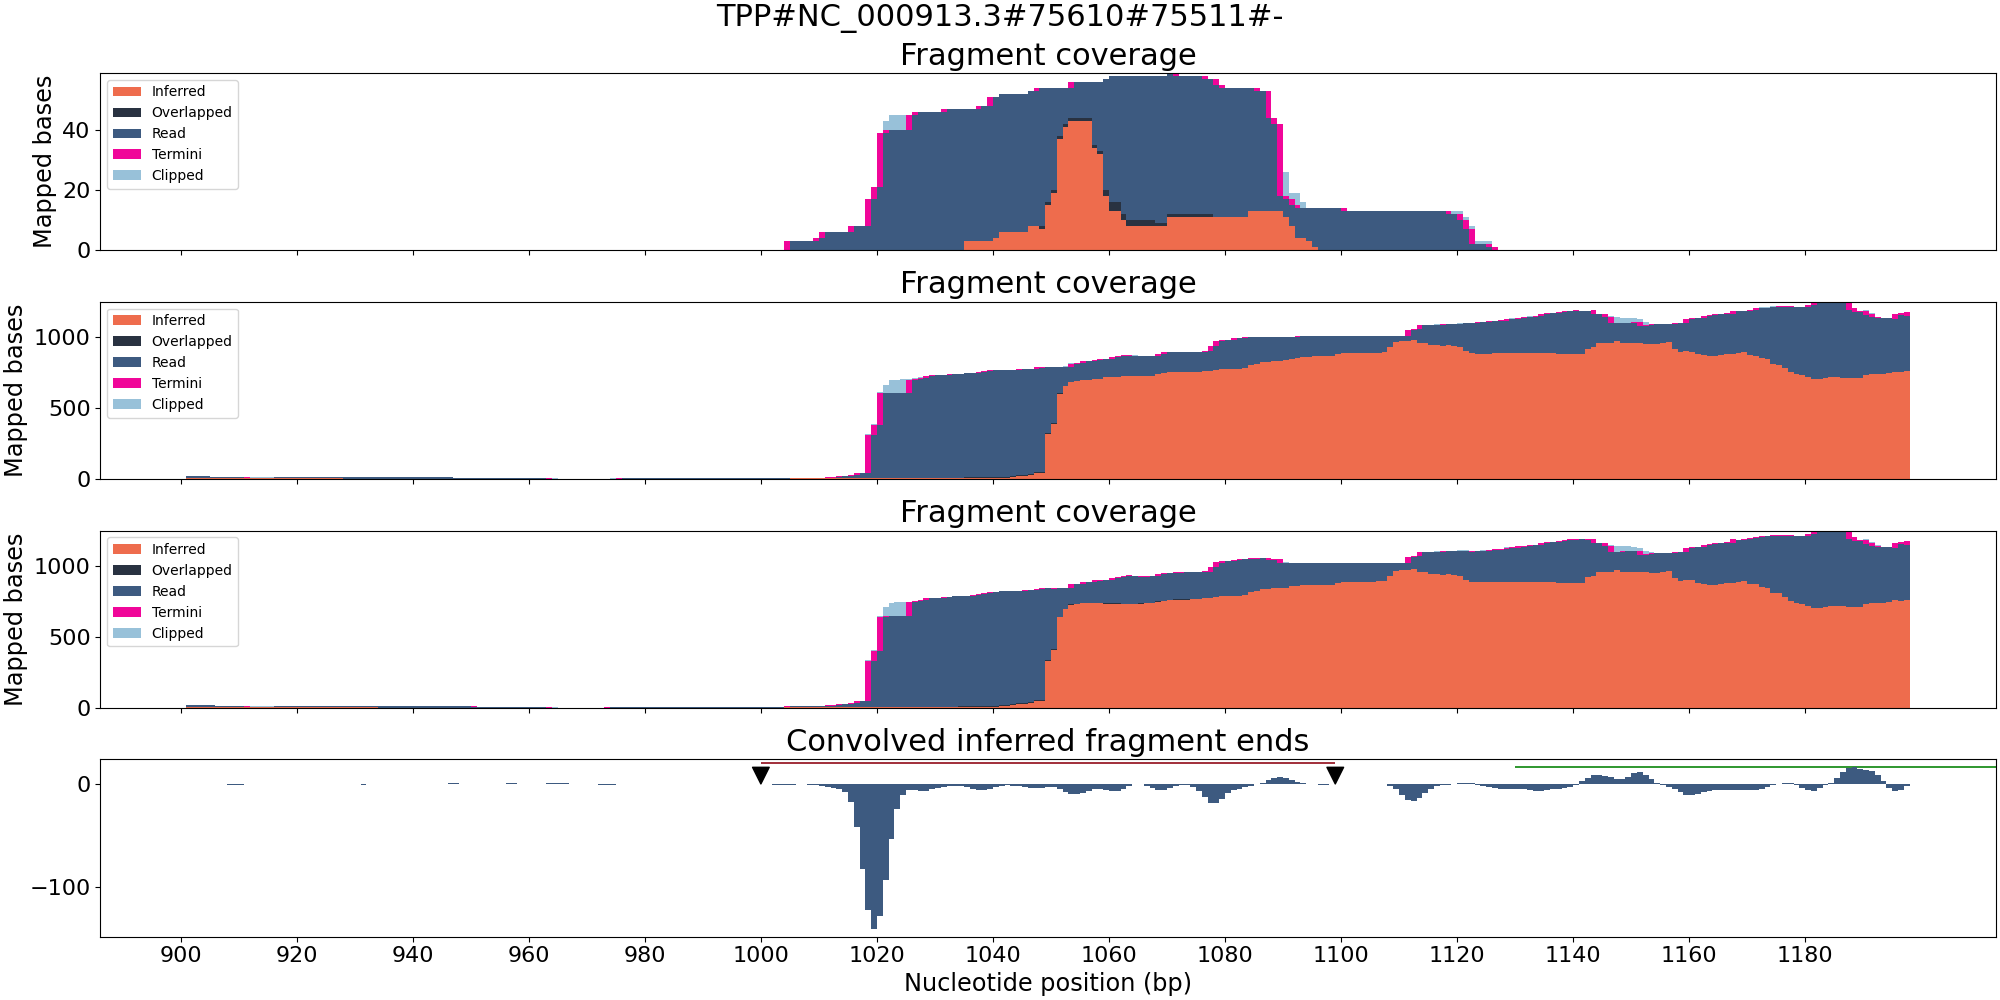 TPP#NC_000913.3#75610#75511#-
Fragment coverage
Mapped bases
40
20
0
Inferred
Overlapped
Read
Termini
Clipped
Fragment coverage
Mapped bases
1000
500
0
Inferred
Overlapped
Read
Termini
Clipped
Fragment coverage
Mapped bases
1000
500
0
Inferred
Overlapped
Read
Termini
Clipped
Convolved inferred fragment ends
0
−100
900 920 940 960 980 1000 1020 1040 1060 1080 1100 1120 1140 1160 1180
Nucleotide position (bp)